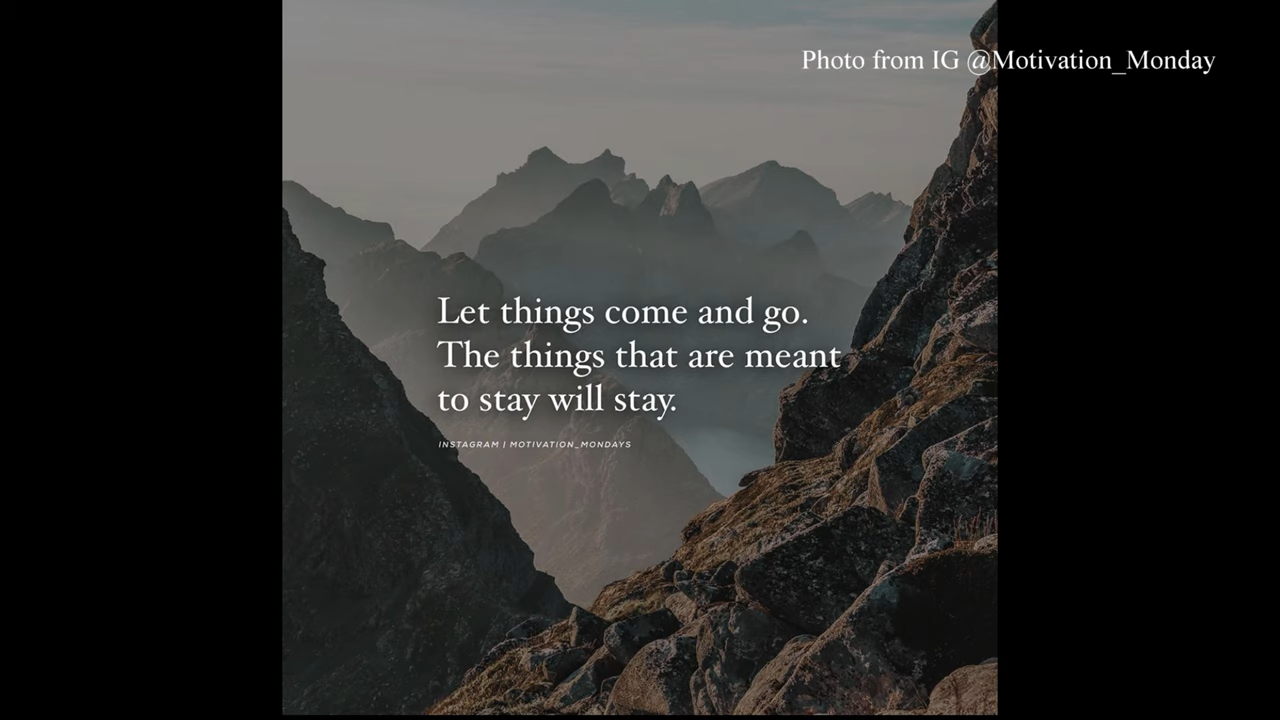 Photo from IG @Motivation_Monday
Let things come and go.
The things that are meant
to stay will stay.
INSTAGRAM | MOTIVATION_MONDAYS